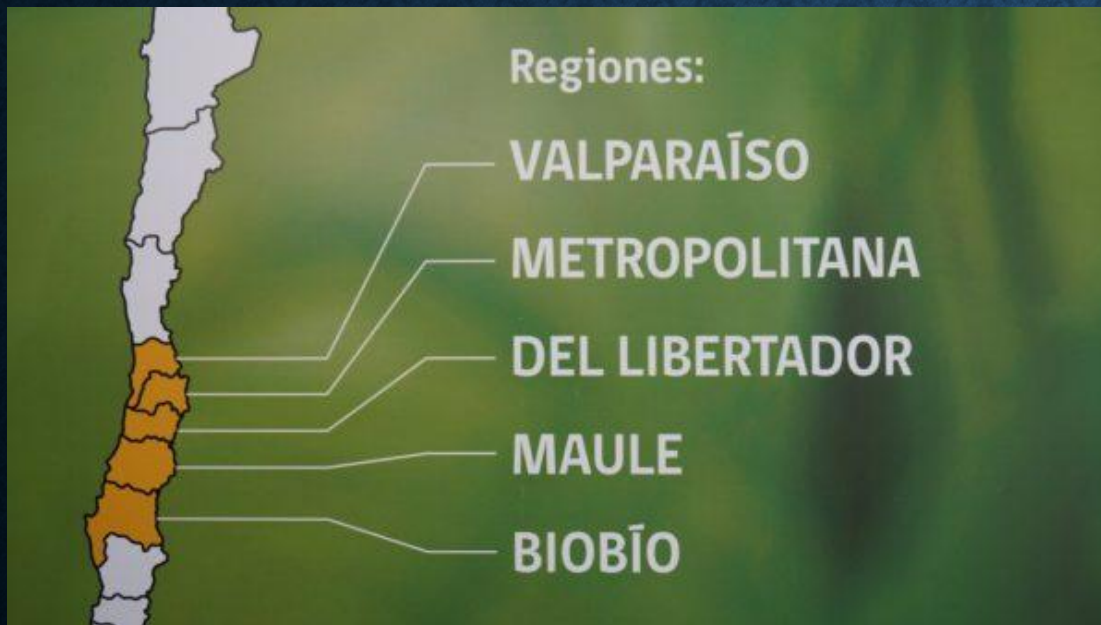 Regiones:
VALPARAÍSO
METROPOLITANA
DEL LIBERTADOR
MAULE
BIOBÍO